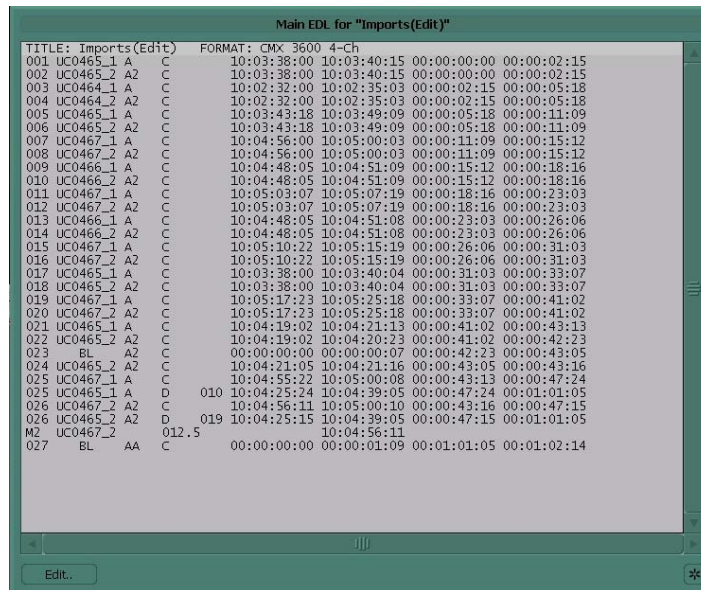 Main EDL for "Imports(Edit)"
TITLE: Imports(Edit)   FORMAT: CMX 3600 4-Ch
001 UC0465_1 A    C        10:03:38:00 10:03:40:15 00:00:00:00 00:00:02:15
002 UC0465_2 A2   C        10:03:38:00 10:03:40:15 00:00:00:00 00:00:02:15
003 UC0464_1 A    C        10:02:32:00 10:02:35:03 00:00:02:15 00:00:05:18
004 UC0464_2 A2   C        10:02:32:00 10:02:35:03 00:00:02:15 00:00:05:18
005 UC0465_1 A    C        10:03:43:18 10:03:49:09 00:00:05:18 00:00:11:09
006 UC0465_2 A2   C        10:03:43:18 10:03:49:09 00:00:05:18 00:00:11:09
007 UC0467_1 A    C        10:04:56:00 10:05:00:03 00:00:11:09 00:00:15:12
008 UC0467_2 A2   C        10:04:56:00 10:05:00:03 00:00:11:09 00:00:15:12
009 UC0466_1 A    C        10:04:48:05 10:04:51:09 00:00:15:12 00:00:18:16
010 UC0466_2 A2   C        10:04:48:05 10:04:51:09 00:00:15:12 00:00:18:16
011 UC0467_1 A    C        10:05:03:07 10:05:07:19 00:00:18:16 00:00:23:03
012 UC0467_2 A2   C        10:05:03:07 10:05:07:19 00:00:18:16 00:00:23:03
013 UC0466_1 A    C        10:04:48:05 10:04:51:08 00:00:23:03 00:00:26:06
014 UC0466_2 A2   C        10:04:48:05 10:04:51:08 00:00:23:03 00:00:26:06
015 UC0467_1 A    C        10:05:10:22 10:05:15:19 00:00:26:06 00:00:31:03
016 UC0467_2 A2   C        10:05:10:22 10:05:15:19 00:00:26:06 00:00:31:03
017 UC0465_1 A    C        10:03:38:00 10:03:40:04 00:00:31:03 00:00:33:07
018 UC0465_2 A2   C        10:03:38:00 10:03:40:04 00:00:31:03 00:00:33:07
019 UC0467_1 A    C        10:05:17:23 10:05:25:18 00:00:33:07 00:00:41:02
020 UC0467_2 A2   C        10:05:17:23 10:05:25:18 00:00:33:07 00:00:41:02
021 UC0465_1 A    C        10:04:19:02 10:04:21:13 00:00:41:02 00:00:43:13
022 UC0465_2 A2   C        10:04:19:02 10:04:20:23 00:00:41:02 00:00:42:23
023    BL    A2   C        00:00:00:00 00:00:00:07 00:00:42:23 00:00:43:05
024 UC0465_2 A2   C        10:04:21:05 10:04:21:16 00:00:43:05 00:00:43:16
025 UC0467_1 A    C        10:04:55:22 10:05:00:08 00:00:43:13 00:00:47:24
025 UC0465_1 A    D    010 10:04:25:24 10:04:39:05 00:00:47:24 00:01:01:05
026 UC0467_2 A2   C        10:04:56:11 10:05:00:10 00:00:43:16 00:00:47:15
026 UC0465_2 A2   D    019 10:04:25:15 10:04:39:05 00:00:47:15 00:01:01:05
M2  UC0467_2      012.5                10:04:56:11
027    BL    AA   C        00:00:00:00 00:00:01:09 00:01:01:05 00:01:02:14
Edit..